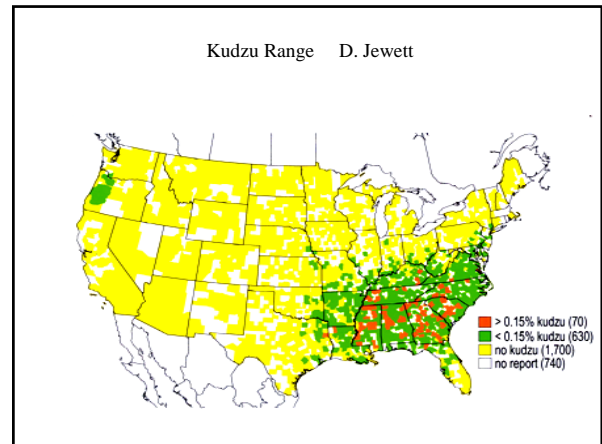 Kudzu Range D. Jewett
> 0.15% kudzu (70)
< 0.15% kudzu (630)
no kudzu (1,700)
no report (740)